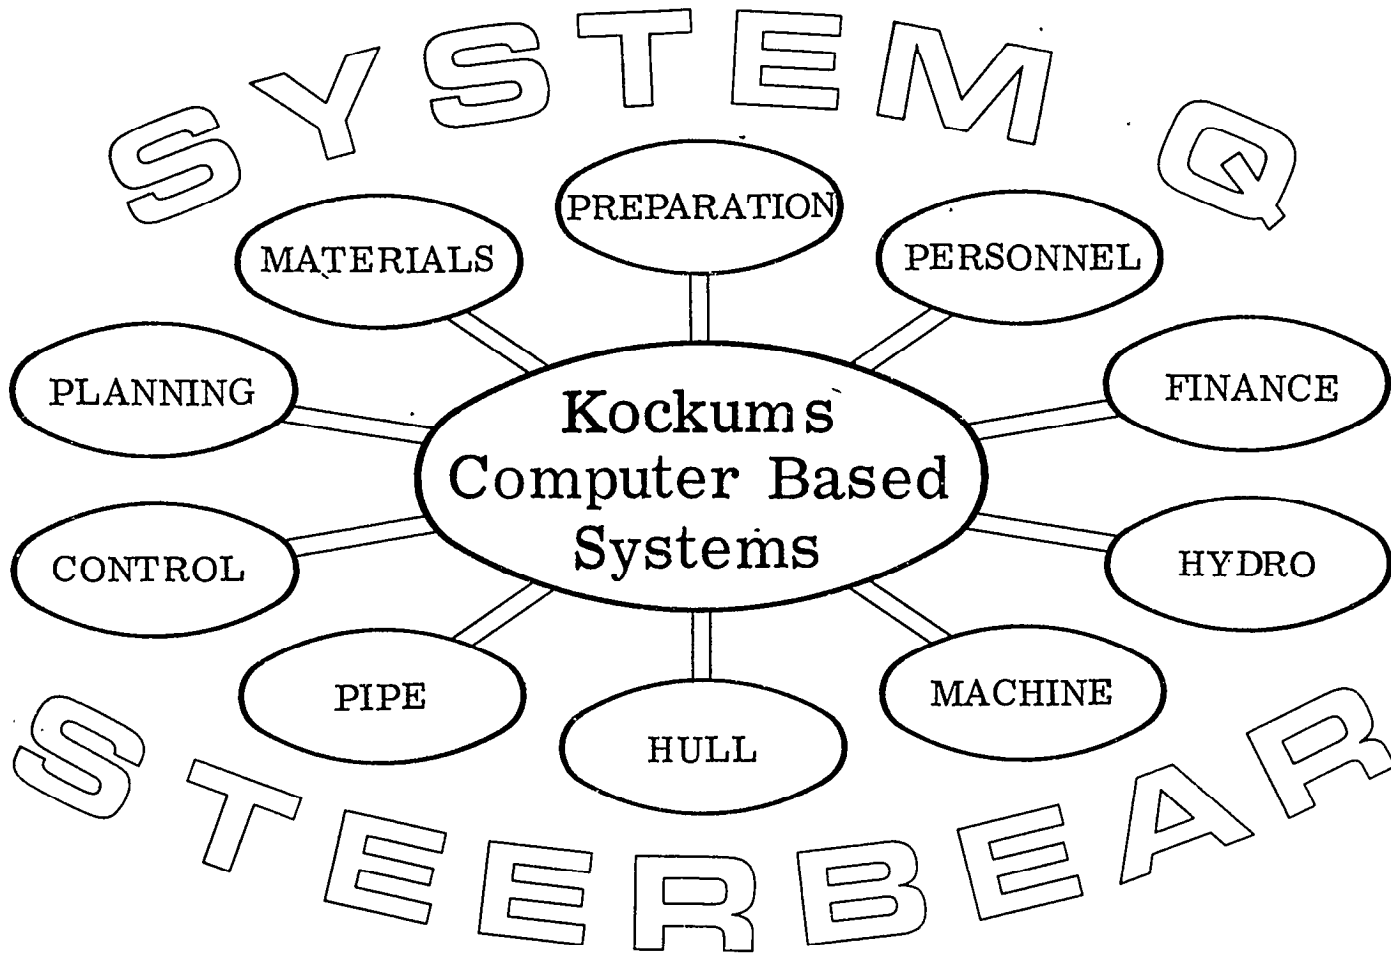 SYSTEM Q
PREPARATION
MATERIALS
PERSONNEL
PLANNING
FINANCE
Kockums
Computer Based
Systems
CONTROL
HYDRO
PIPE
MACHINE
HULL
STEERBEAR